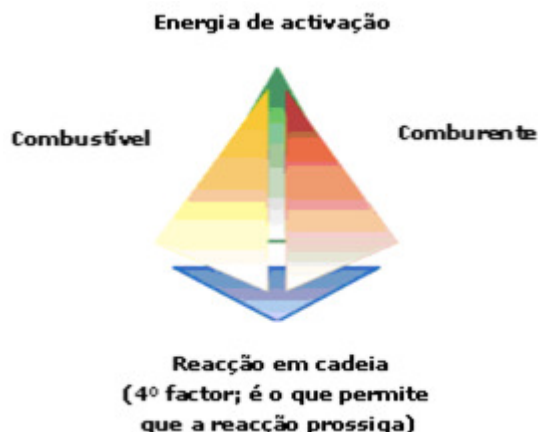 Energia de activação
Combustível
Comburente
Reacção em cadeia
(4º factor; é o que permite
que a reacção prossiga)